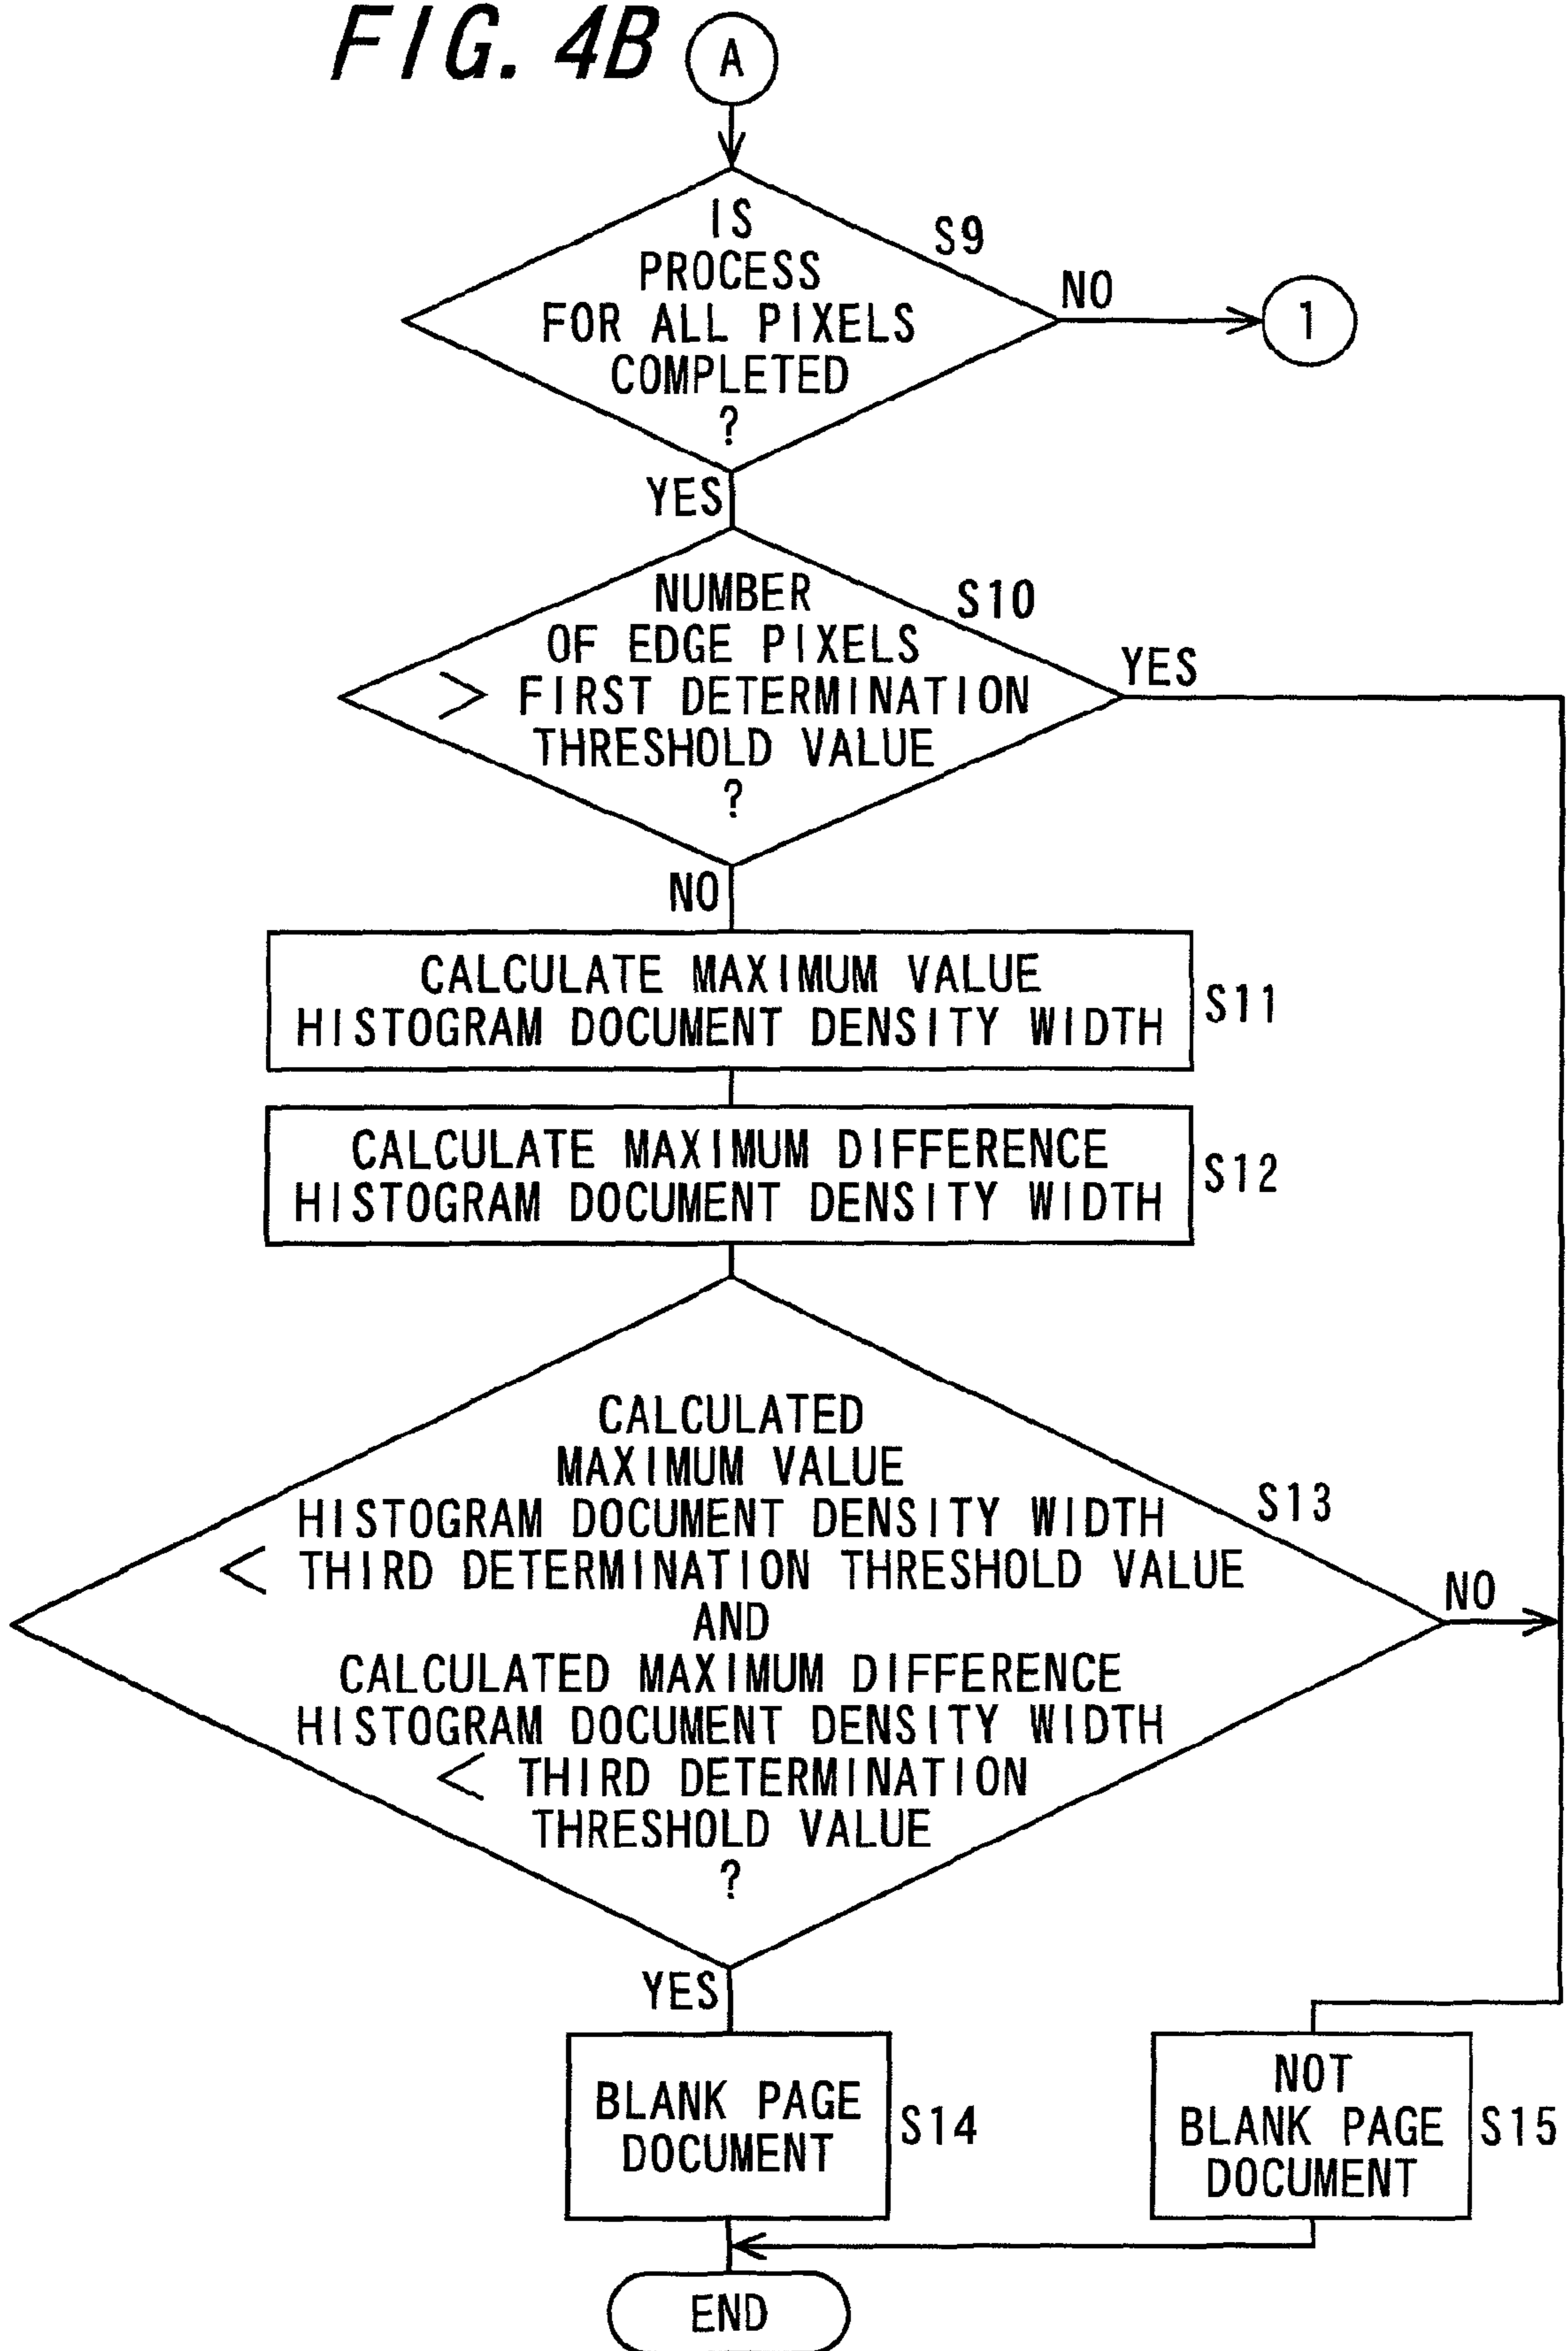 FIG. 4B
A
IS
PROCESS
FOR ALL PIXELS
COMPLETED
?
S9
NO
1
YES
NUMBER
OF EDGE PIXELS
> FIRST DETERMINATION
THRESHOLD VALUE
?
S10
YES
NO
CALCULATE MAXIMUM VALUE
HISTOGRAM DOCUMENT DENSITY WIDTH
S11
CALCULATE MAXIMUM DIFFERENCE
HISTOGRAM DOCUMENT DENSITY WIDTH
S12
CALCULATED
MAXIMUM VALUE
HISTOGRAM DOCUMENT DENSITY WIDTH
< THIRD DETERMINATION THRESHOLD VALUE
AND
CALCULATED MAXIMUM DIFFERENCE
HISTOGRAM DOCUMENT DENSITY WIDTH
< THIRD DETERMINATION
THRESHOLD VALUE
?
S13
NO
YES
BLANK PAGE
DOCUMENT
S14
NOT
BLANK PAGE
DOCUMENT
S15
END